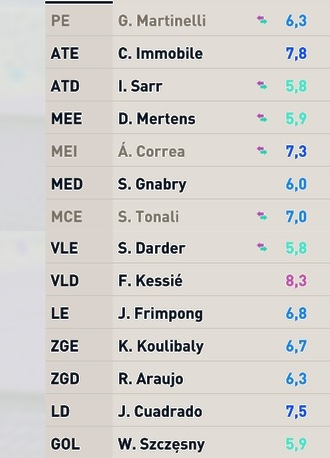 PE G. Martinelli 6,3
ATE C. Immobile 7,8
ATD I. Sarr 5,8
MEE D. Mertens 5,9
MEI Á. Correa 7,3
MED S. Gnabry 6,0
MCE S. Tonali 7,0
VLE S. Darder 5,8
VLD F. Kessié 8,3
LE J. Frimpong 6,8
ZGE K. Koulibaly 6,7
ZGD R. Araujo 6,3
LD J. Cuadrado 7,5
GOL W. Szczęsny 5,9